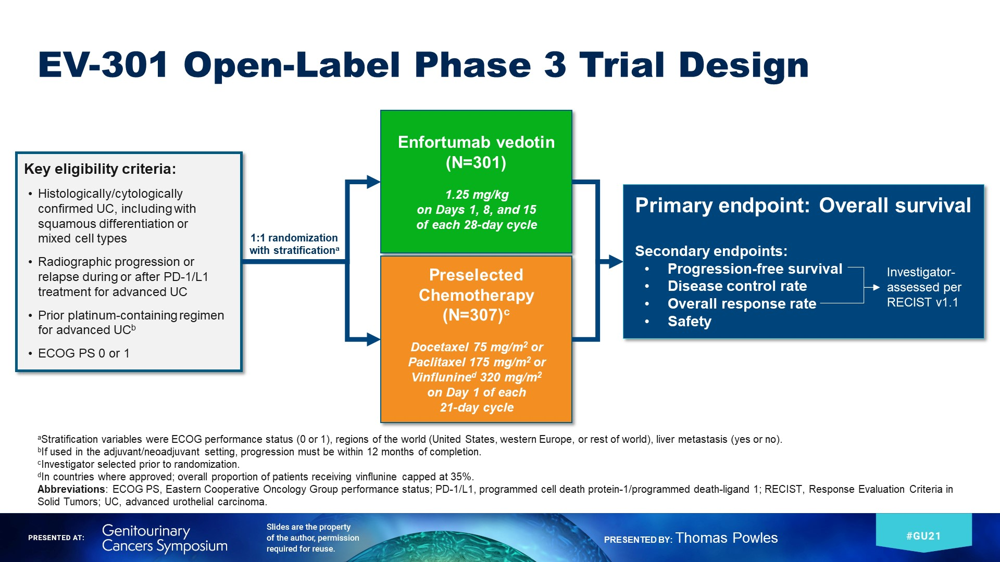 EV-301 Open-Label Phase 3 Trial Design
Key eligibility criteria:
• Histologically/cytologically
confirmed UC, including with
squamous differentiation or
mixed cell types
• Radiographic progression or
relapse during or after PD-1/L1
treatment for advanced UC
• Prior platinum-containing regimen
for advanced UCᵇ
• ECOG PS 0 or 1
1:1 randomization
with stratificationᵃ
Enfortumab vedotin
(N=301)
1.25 mg/kg
on Days 1, 8, and 15
of each 28-day cycle
Preselected
Chemotherapy
(N=307)ᶜ
Docetaxel 75 mg/m² or
Paclitaxel 175 mg/m² or
Vinflunineᵈ 320 mg/m²
on Day 1 of each
21-day cycle
Primary endpoint: Overall survival
Secondary endpoints:
• Progression-free survival
• Disease control rate
• Overall response rate
• Safety
Investigator-
assessed per
RECIST v1.1
ᵃStratification variables were ECOG performance status (0 or 1), regions of the world (United States, western Europe, or rest of world), liver metastasis (yes or no).
ᵇIf used in the adjuvant/neoadjuvant setting, progression must be within 12 months of completion.
ᶜInvestigator selected prior to randomization.
ᵈIn countries where approved; overall proportion of patients receiving vinflunine capped at 35%.
Abbreviations: ECOG PS, Eastern Cooperative Oncology Group performance status; PD-1/L1, programmed cell death protein-1/programmed death-ligand 1; RECIST, Response Evaluation Criteria in
Solid Tumors; UC, advanced urothelial carcinoma.
PRESENTED AT:
Genitourinary
Cancers Symposium
Slides are the property
of the author, permission
required for reuse.
PRESENTED BY: Thomas Powles
#GU21